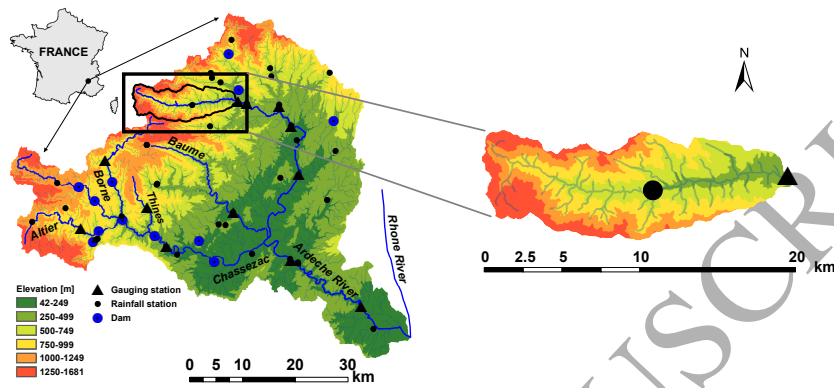 FRANCE
N
Baume
Borne
Thines
Altier
Chassezac
Ardeche River
Rhone River
Elevation [m]
42-249
250-499
500-749
750-999
1000-1249
1250-1681
Gauging station
Rainfall station
Dam
0 5 10 20 30
km
0 2.5 5 10 20
km
USCRI